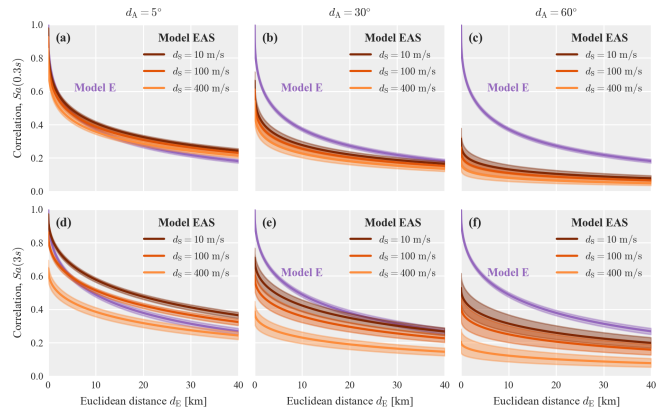 d_A = 5°
d_A = 30°
d_A = 60°
Correlation, Sa(0.3s)
1.0
0.8
0.6
0.4
0.2
0.0
(a)
Model EAS
d_S = 10 m/s
d_S = 100 m/s
d_S = 400 m/s
Model E
(b)
Model EAS
d_S = 10 m/s
d_S = 100 m/s
d_S = 400 m/s
Model E
(c)
Model EAS
d_S = 10 m/s
d_S = 100 m/s
d_S = 400 m/s
Model E
Correlation, Sa(3s)
1.0
0.8
0.6
0.4
0.2
0.0
(d)
Model EAS
d_S = 10 m/s
d_S = 100 m/s
d_S = 400 m/s
Model E
(e)
Model EAS
d_S = 10 m/s
d_S = 100 m/s
d_S = 400 m/s
Model E
(f)
Model EAS
d_S = 10 m/s
d_S = 100 m/s
d_S = 400 m/s
Model E
0 10 20 30 40
0 10 20 30 40
0 10 20 30 40
Euclidean distance d_E [km]
Euclidean distance d_E [km]
Euclidean distance d_E [km]